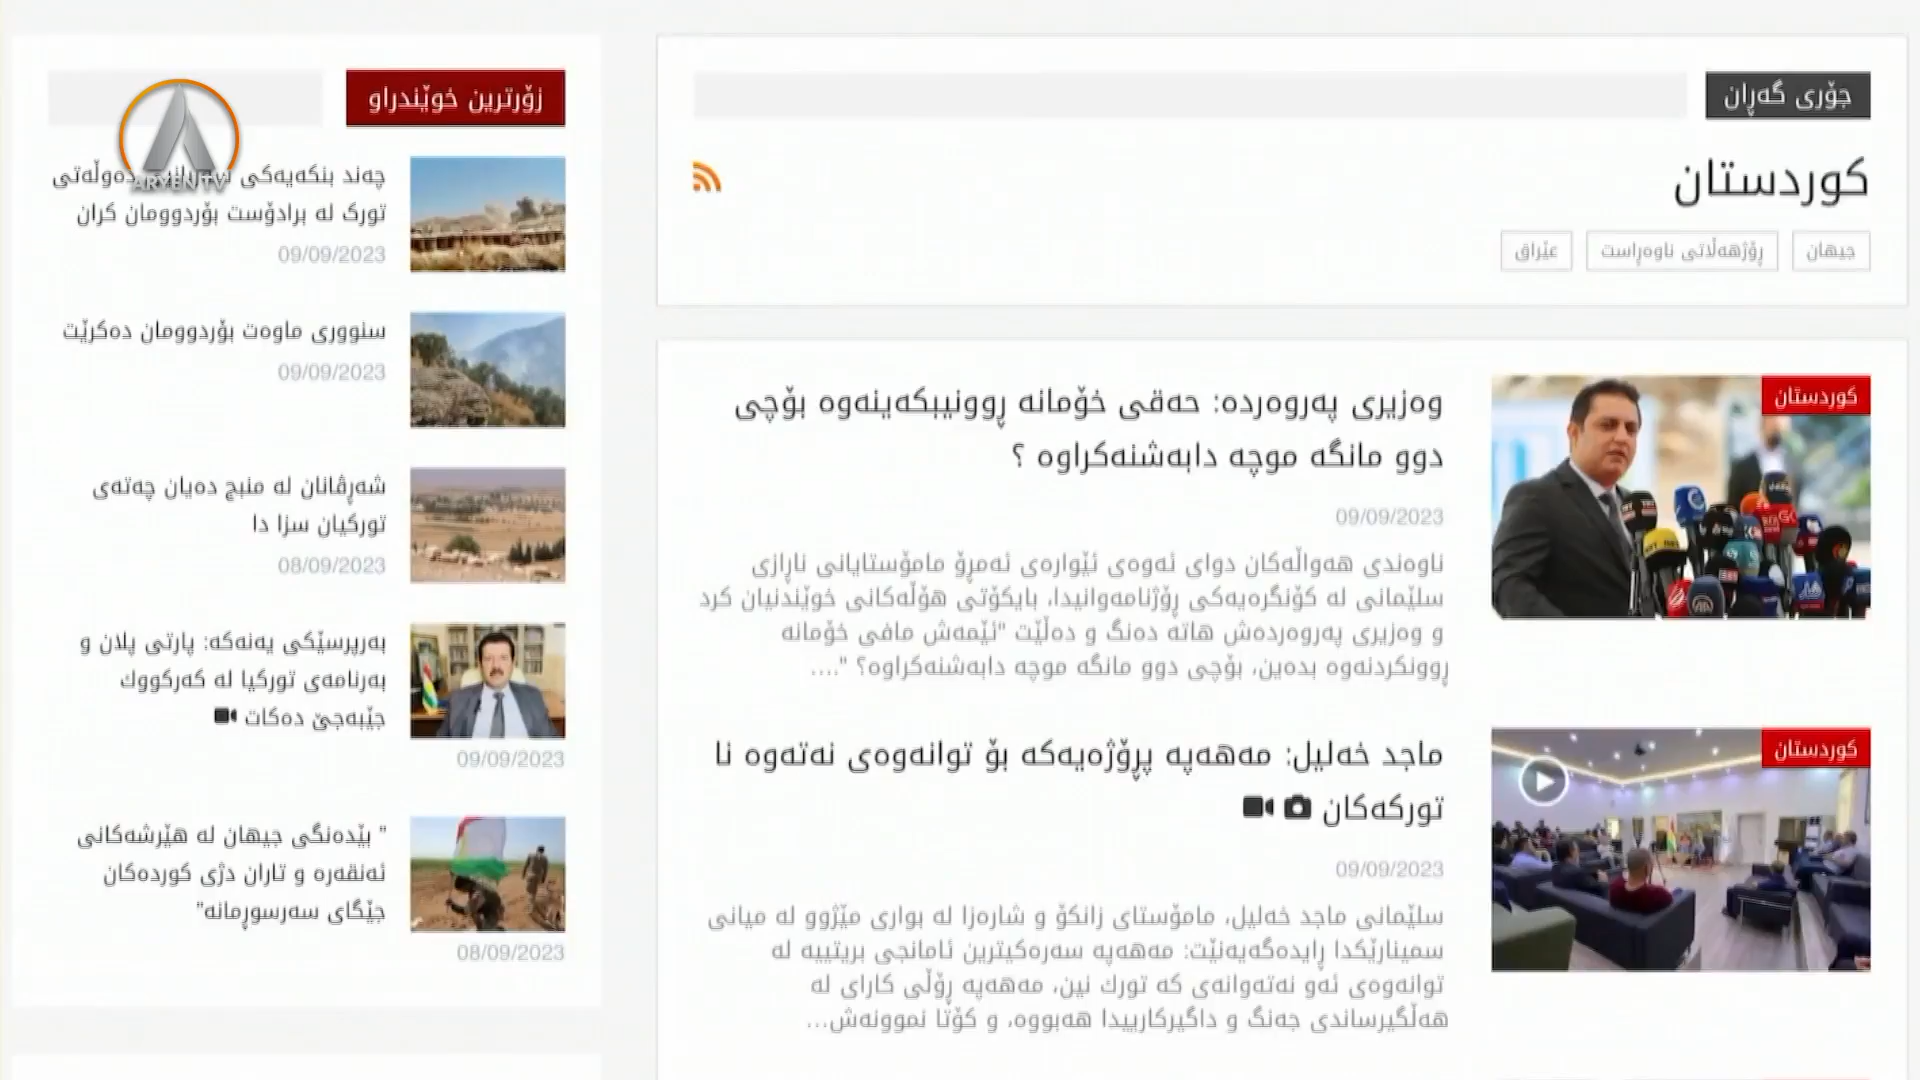 جۆری گەڕان
کوردستان
جیهان
ڕۆژهەڵاتی ناوەڕاست
عێراق
کوردستان
وەزیری پەروەردە: حەقی خۆمانە ڕوونیبکەینەوە بۆچی
دوو مانگە موچە دابەشنەکراوە ؟
09/09/2023
ناوەندی هەواڵەکان دوای ئەوەی ئێوارەی ئەمڕۆ مامۆستایانی ناڕازی
سلێمانی لە کۆنگرەیەکی ڕۆژنامەوانیدا، بایکۆتی هۆڵەکانی خوێندنیان کرد
و وەزیری پەروەردەش هاتە دەنگ و دەڵێت "ئێمەش مافی خۆمانە
ڕوونکردنەوە بدەین، بۆچی دوو مانگە موچە دابەشنەکراوە؟ "....
کوردستان
ماجد خەلیل: مەهەپە پڕۆژەیەکە بۆ توانەوەی نەتەوە نا
تورکەکان
09/09/2023
سلێمانی ماجد خەلیل، مامۆستای زانکۆ و شارەزا لە بواری مێژوو لە میانی
سمینارێکدا ڕایدەگەیەنێت: مەهەپە سەرەکیترین ئامانجی بریتییە لە
توانەوەی ئەو نەتەوانەی کە تورك نین، مەهەپە ڕۆڵی کارای لە
هەڵگیرساندی جەنگ و داگیرکارییدا هەبووە، و کۆتا نموونەش...
زۆرترین خوێندراو
ARYEN TV
چەند بنکەیەکی دەوڵەتی
تورک لە برادۆست بۆردوومان کران
09/09/2023
سنووری ماوەت بۆردوومان دەکرێت
09/09/2023
شەڕڤانان لە منبج دەیان چەتەی
تورکیان سزا دا
08/09/2023
بەرپرسێکی یەنەکە: پارتی پلان و
بەرنامەی تورکیا لە کەرکووك
جێبەجێ دەکات
09/09/2023
" بێدەنگی جیهان لە هێرشەکانی
ئەنقەرە و تاران دژی کوردەکان
جێگای سەرسوڕمانە"
08/09/2023